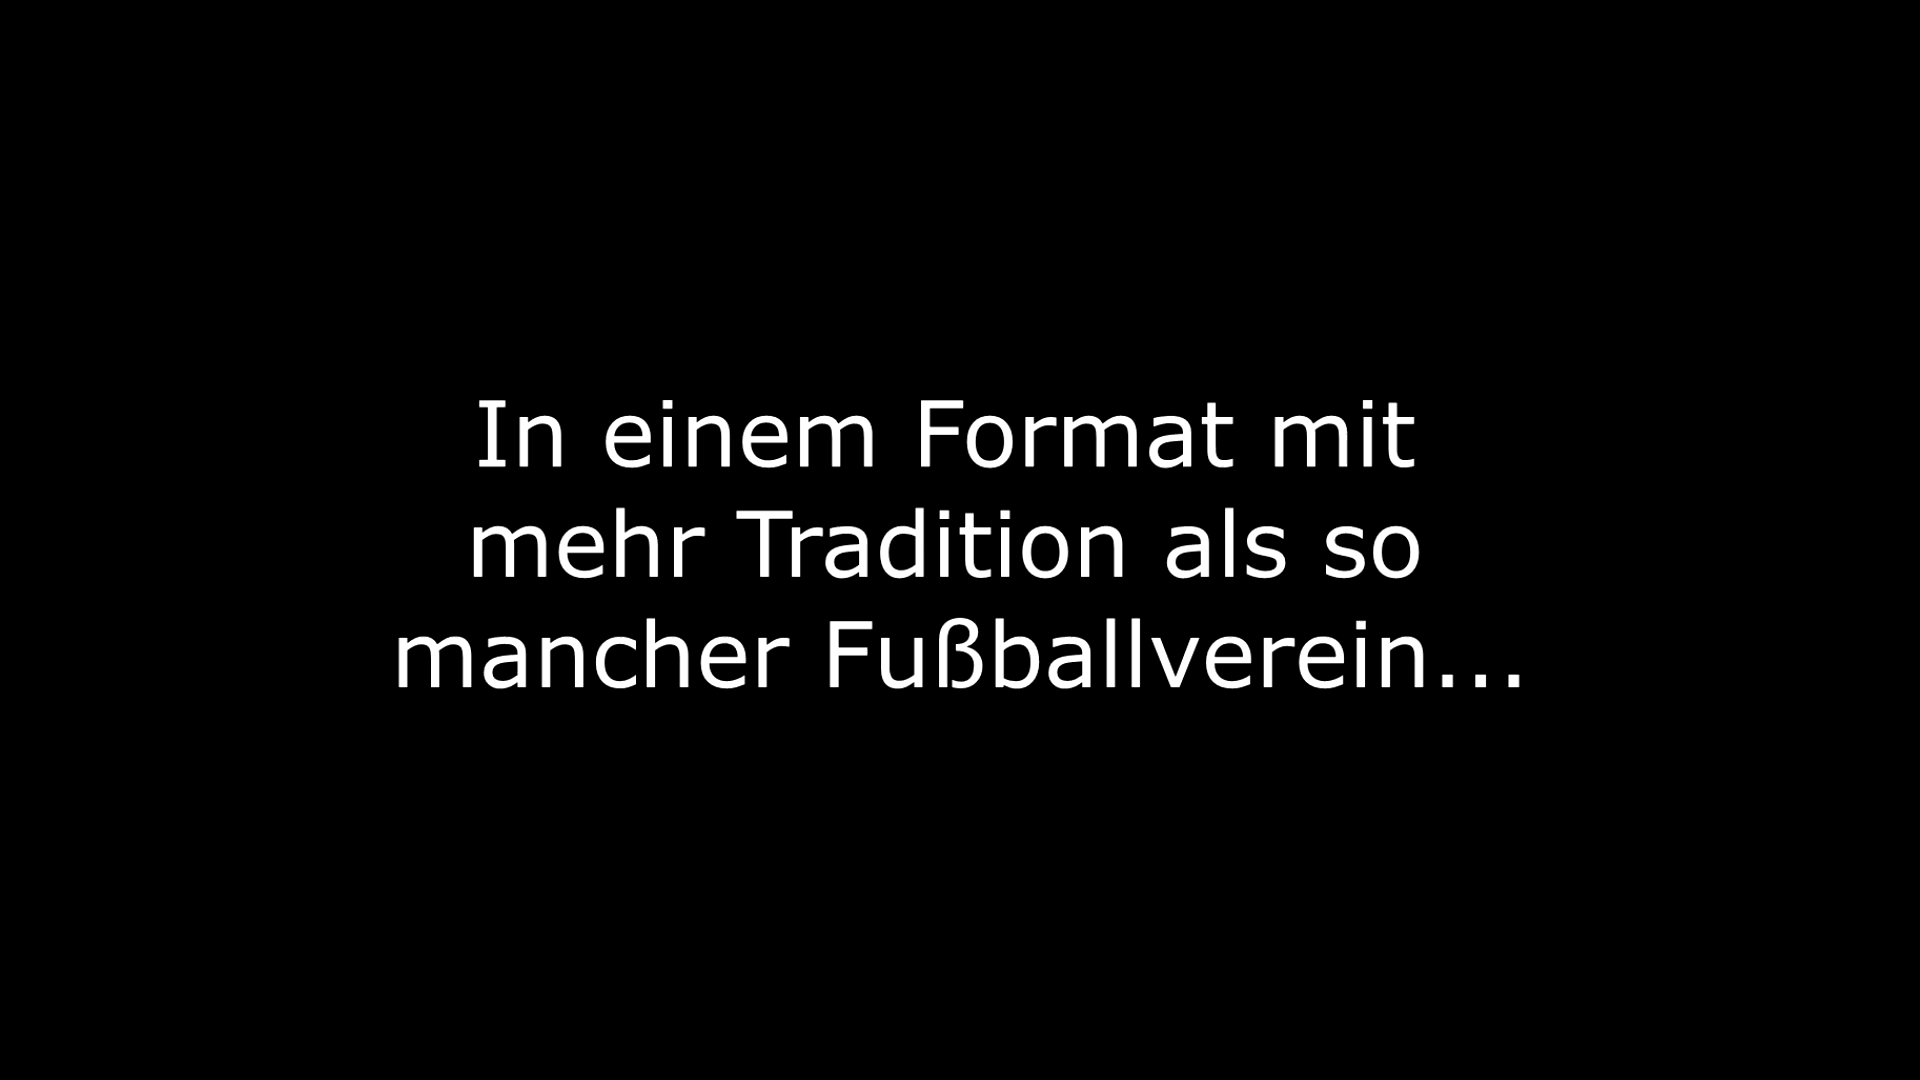 In einem Format mit
mehr Tradition als so
mancher Fußballverein...